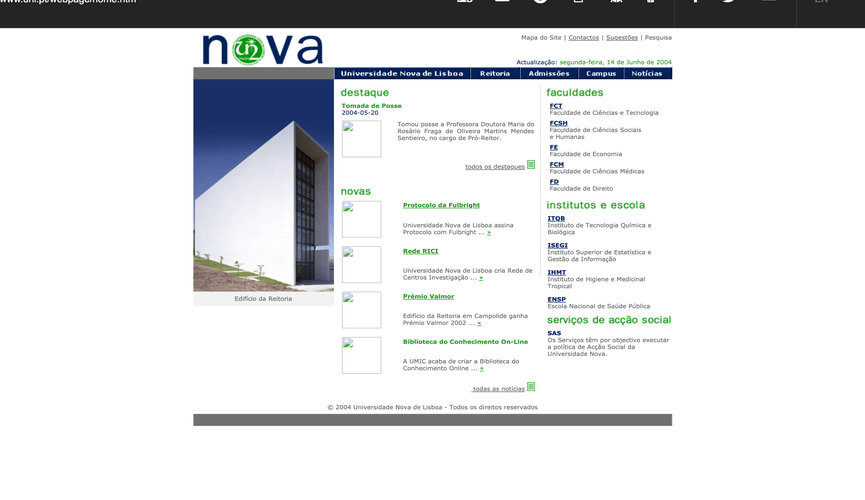 www.unl.pt/webpage/home.htm
EN
nova
Mapa do Site | Contactos | Sugestões | Pesquisa
Actualização: segunda-feira, 14 de Junho de 2004
Universidade Nova de Lisboa
Reitoria
Admissões
Campus
Notícias
Edifício da Reitoria
destaque
Tomada de Posse
2004-05-20
Tomou posse a Professora Doutora Maria do
Rosário Fraga de Oliveira Martins Mendes
Sentieiro, no cargo de Pró-Reitor.
todos os destaques
novas
Protocolo da Fulbright
Universidade Nova de Lisboa assina
Protocolo com Fulbright ... »
Rede RICI
Universidade Nova de Lisboa cria Rede de
Centros Investigação ... »
Prémio Valmor
Edifício da Reitoria em Campolide ganha
Prémio Valmor 2002 ... »
Biblioteca do Conhecimento On-Line
A UMIC acaba de criar a Biblioteca do
Conhecimento Online ... »
todas as notícias
faculdades
FCT
Faculdade de Ciências e Tecnologia
FCSH
Faculdade de Ciências Sociais
e Humanas
FE
Faculdade de Economia
FCM
Faculdade de Ciências Médicas
FD
Faculdade de Direito
institutos e escola
ITQB
Instituto de Tecnologia Química e
Biológica
ISEGI
Instituto Superior de Estatística e
Gestão da Informação
IHMT
Instituto de Higiene e Medicinal
Tropical
ENSP
Escola Nacional de Saúde Pública
serviços de acção social
SAS
Os Serviços têm por objectivo executar
a política de Acção Social da
Universidade Nova.
© 2004 Universidade Nova de Lisboa - Todos os direitos reservados